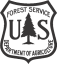 FOREST SERVICE
U S
DEPARTMENT OF AGRICULTURE